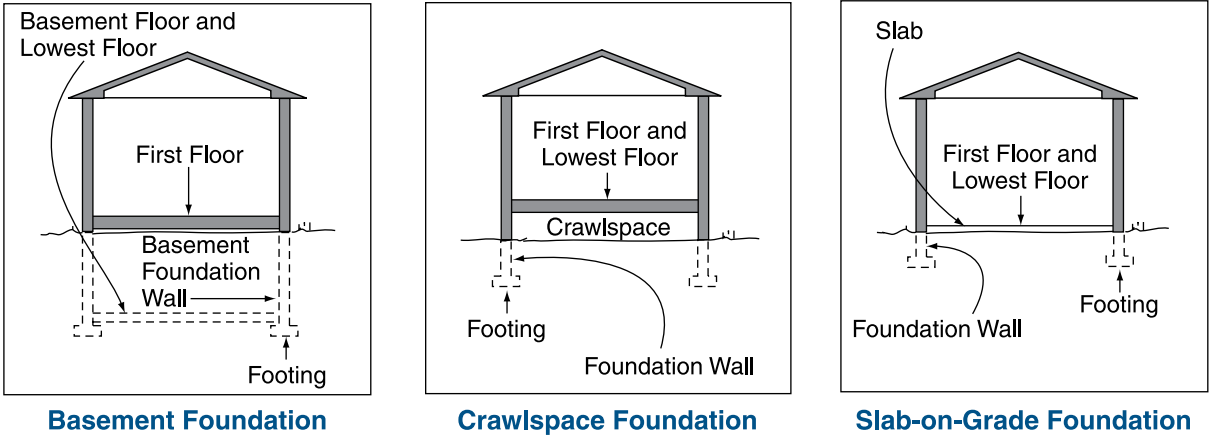 Basement Floor and
Lowest Floor
First Floor
Basement
Foundation
Wall
Footing
Basement Foundation
First Floor and
Lowest Floor
Crawlspace
Footing
Foundation Wall
Crawlspace Foundation
Slab
First Floor and
Lowest Floor
Footing
Foundation Wall
Slab-on-Grade Foundation